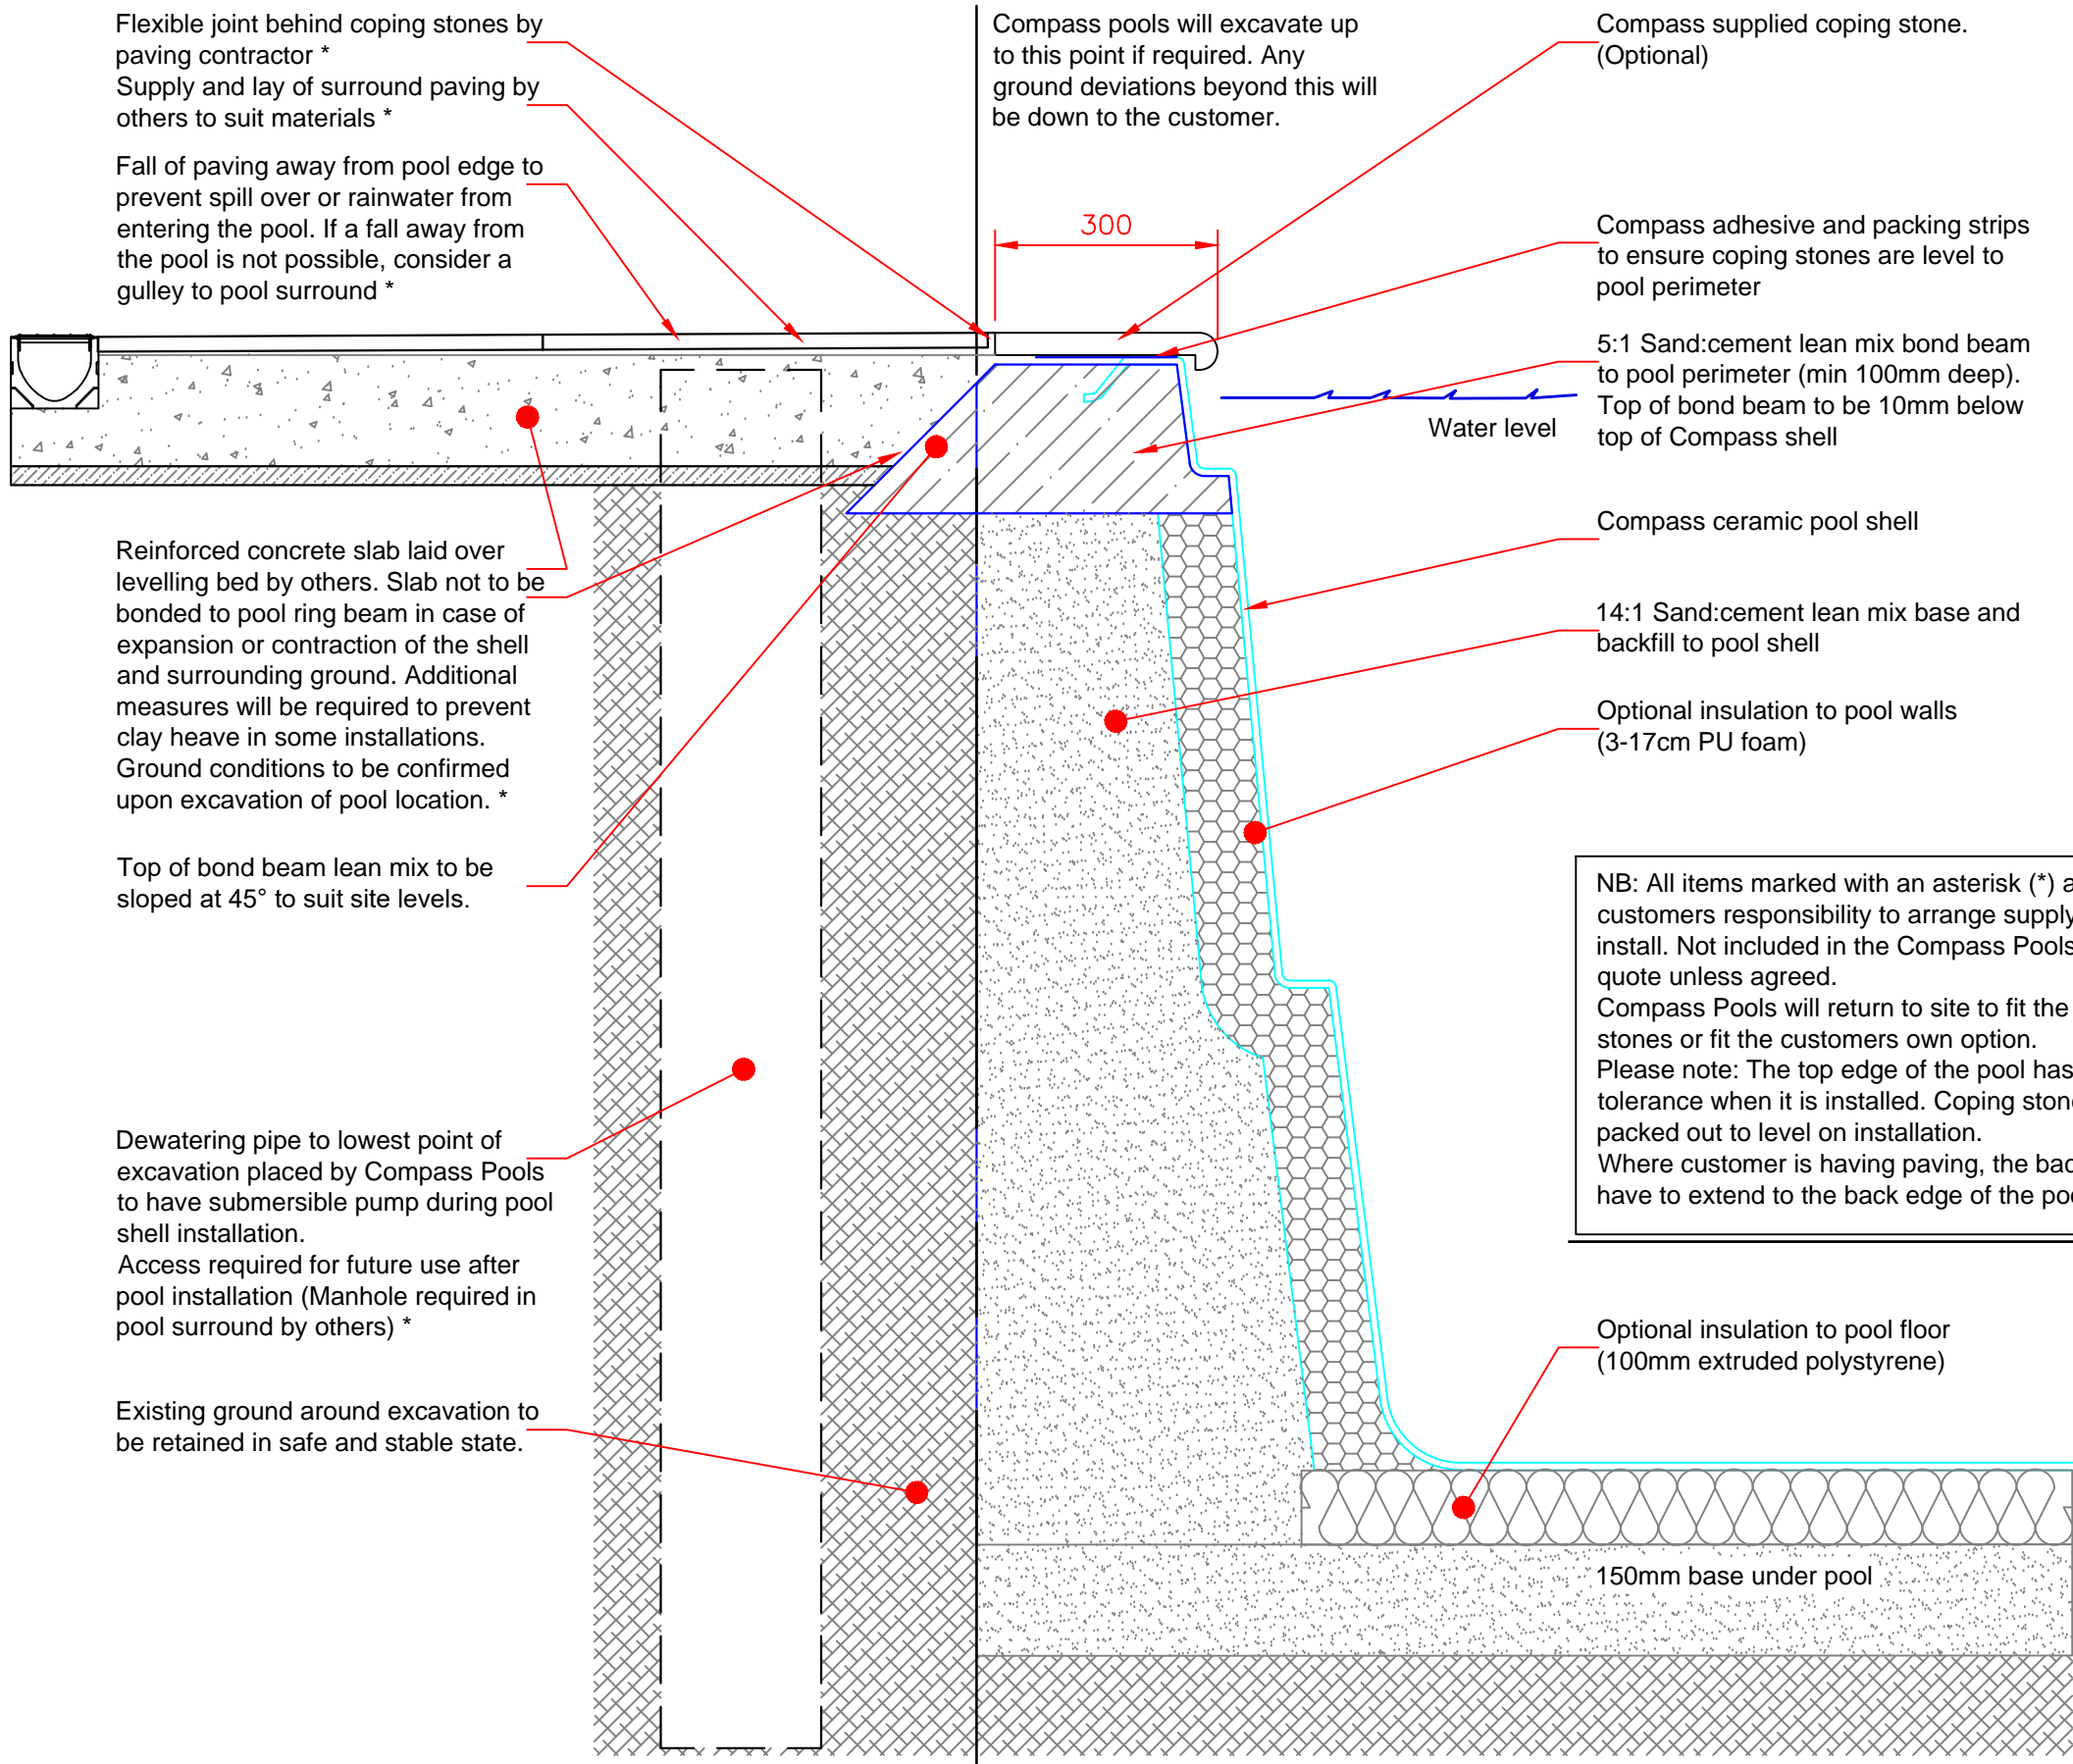 Flexible joint behind coping stones by
paving contractor *
Supply and lay of surround paving by
others to suit materials *
Fall of paving away from pool edge to
prevent spill over or rainwater from
entering the pool. If a fall away from
the pool is not possible, consider a
gulley to pool surround *
Reinforced concrete slab laid over
levelling bed by others. Slab not to be
bonded to pool ring beam in case of
expansion or contraction of the shell
and surrounding ground. Additional
measures will be required to prevent
clay heave in some installations.
Ground conditions to be confirmed
upon excavation of pool location. *
Top of bond beam lean mix to be
sloped at 45° to suit site levels.
Dewatering pipe to lowest point of
excavation placed by Compass Pools
to have submersible pump during pool
shell installation.
Access required for future use after
pool installation (Manhole required in
pool surround by others) *
Existing ground around excavation to
be retained in safe and stable state.
Compass pools will excavate up
to this point if required. Any
ground deviations beyond this will
be down to the customer.
300
Compass supplied coping stone.
(Optional)
Compass adhesive and packing strips
to ensure coping stones are level to
pool perimeter
5:1 Sand:cement lean mix bond beam
to pool perimeter (min 100mm deep).
Top of bond beam to be 10mm below
top of Compass shell
Water level
Compass ceramic pool shell
14:1 Sand:cement lean mix base and
backfill to pool shell
Optional insulation to pool walls
(3-17cm PU foam)
NB: All items marked with an asterisk (*)
customers responsibility to arrange supply
install. Not included in the Compass Pools
quote unless agreed.
Compass Pools will return to site to fit the
stones or fit the customers own option.
Please note: The top edge of the pool has
tolerance when it is installed. Coping
packed out to level on installation.
Where customer is having paving, the
have to extend to the back edge of the
Optional insulation to pool floor
(100mm extruded polystyrene)
150mm base under pool